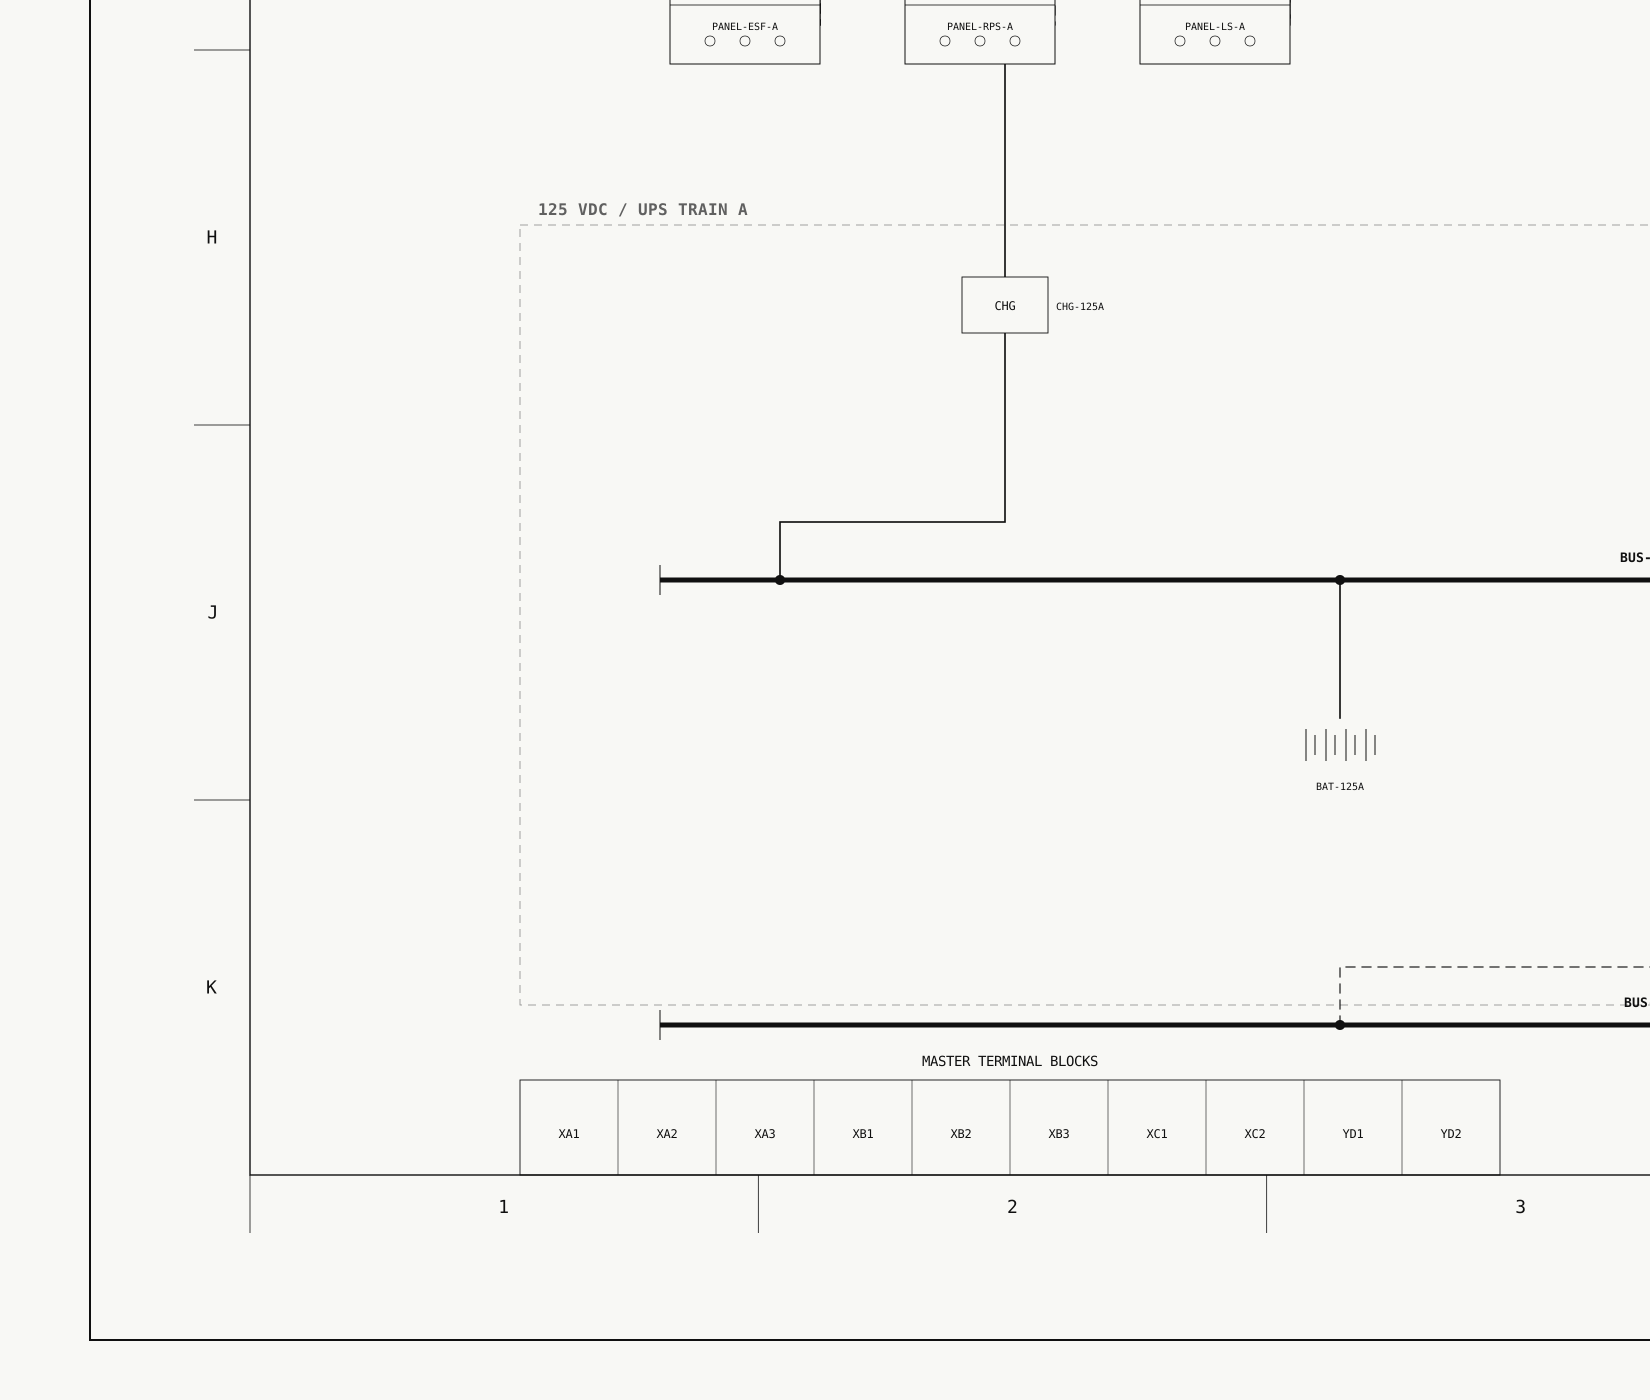 PANEL-ESF-A
PANEL-RPS-A
PANEL-LS-A
125 VDC / UPS TRAIN A
H
CHG
CHG-125A
BUS-
J
BAT-125A
K
BUS
MASTER TERMINAL BLOCKS
XA1
XA2
XA3
XB1
XB2
XB3
XC1
XC2
YD1
YD2
1
2
3